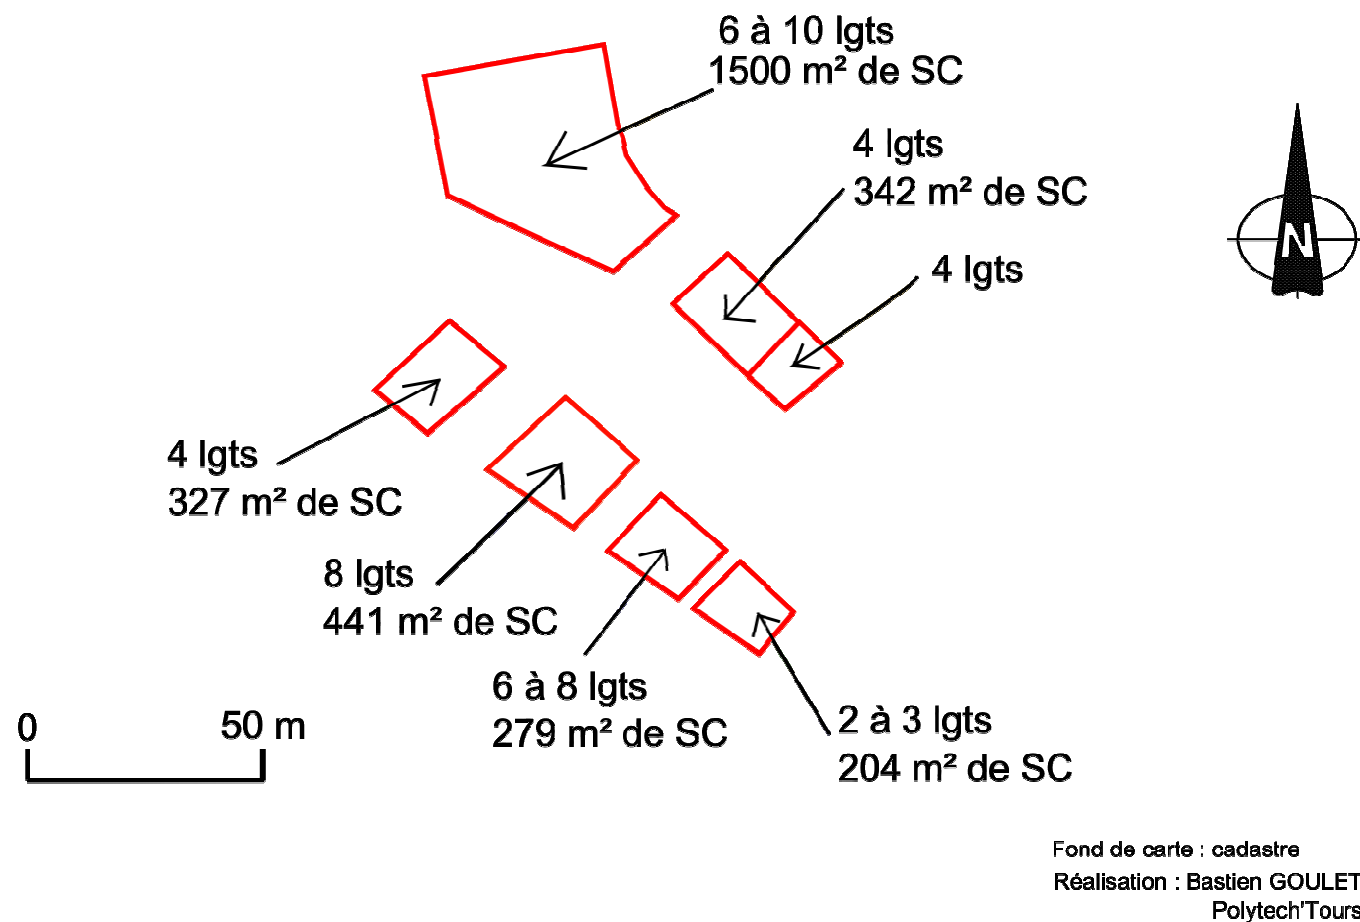 6 à 10 lgts
1500 m² de SC
4 lgts
342 m² de SC
N
4 lgts
4 lgts
327 m² de SC
8 lgts
441 m² de SC
6 à 8 lgts
279 m² de SC
2 à 3 lgts
204 m² de SC
0 50 m
Fond de carte : cadastre
Réalisation : Bastien GOULET
Polytech'Tours